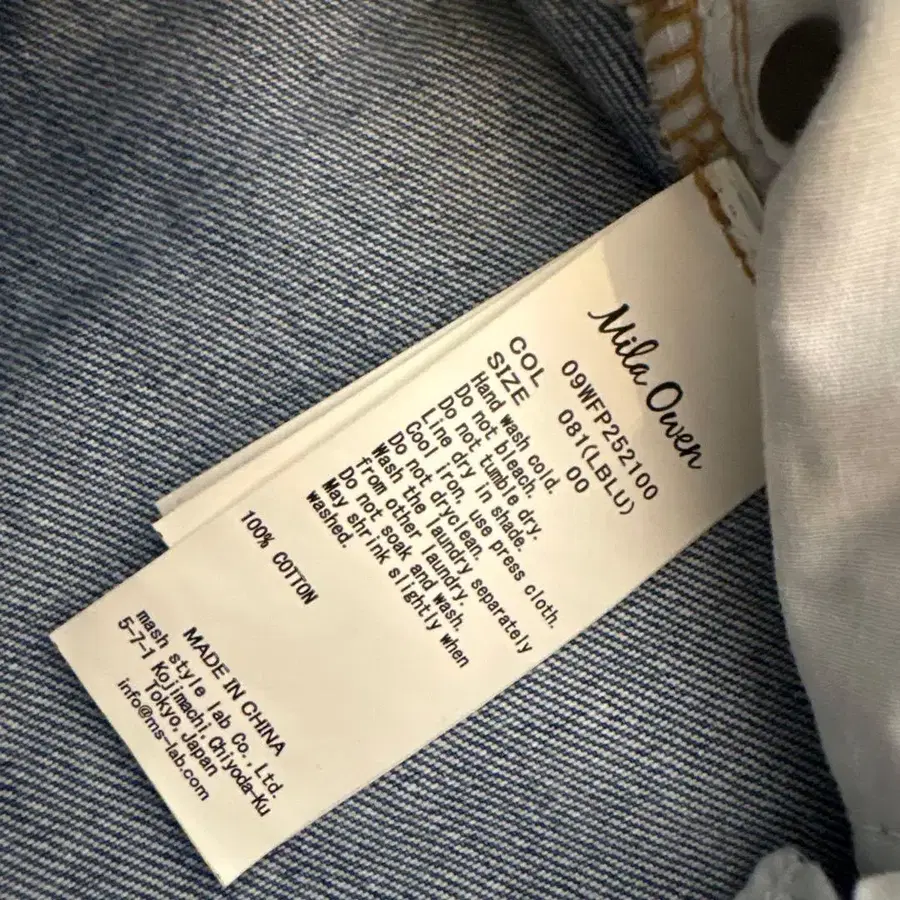 Mila Owen
09WFP252100
COL 081(LBLU)
SIZE 00
Hand wash cold.
Do not bleach.
Do not tumble dry.
Line dry in shade.
Cool iron, use press cloth.
Do not dryclean.
Wash the laundry separately
from other laundry.
Do not soak and wash.
May shrink slightly when
washed.
100% COTTON
MADE IN CHINA
mash style lab Co.,Ltd.
5-7-1 Kojimachi,Chiyoda-Ku
Tokyo,Japan
info@ms-lab.com